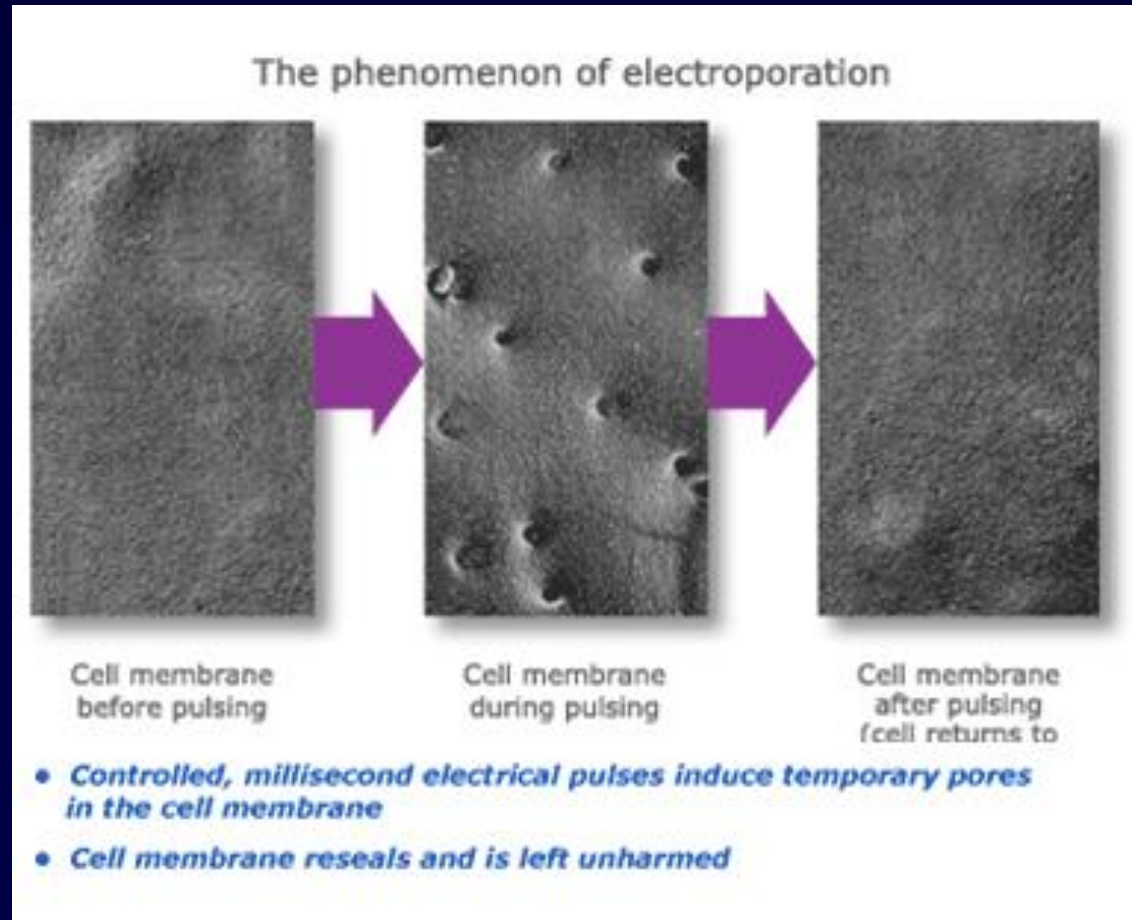 The phenomenon of electroporation
Cell membrane
before pulsing
Cell membrane
during pulsing
Cell membrane
after pulsing
(cell returns to
• Controlled, millisecond electrical pulses induce temporary pores
in the cell membrane
• Cell membrane reseals and is left unharmed